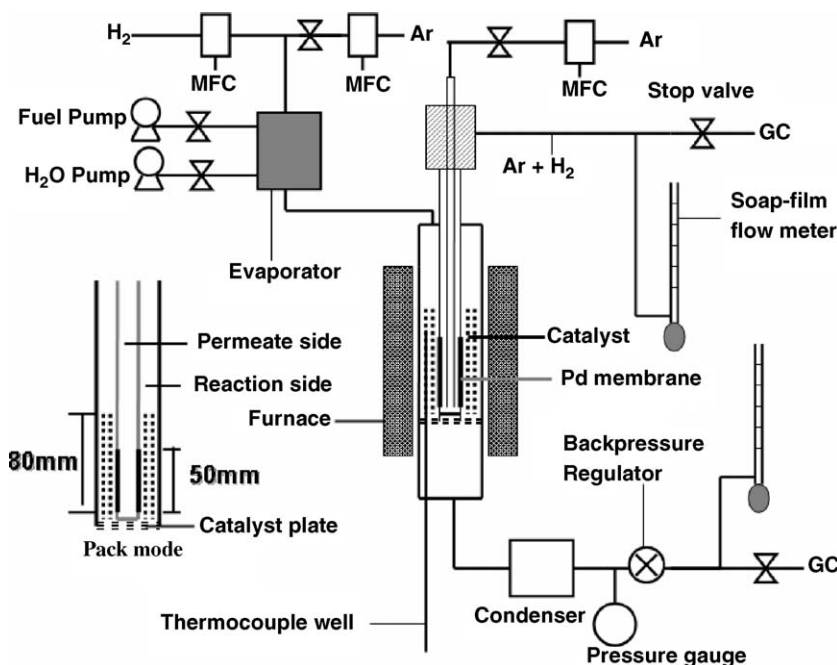 H2
Ar
Ar
MFC
MFC
MFC
Fuel Pump
Stop valve
GC
H2O Pump
Ar + H2
Soap-film
flow meter
Evaporator
Permeate side
Catalyst
Reaction side
Pd membrane
Furnace
Backpressure
Regulator
80mm
50mm
Catalyst plate
Pack mode
GC
Thermocouple well
Condenser
Pressure gauge